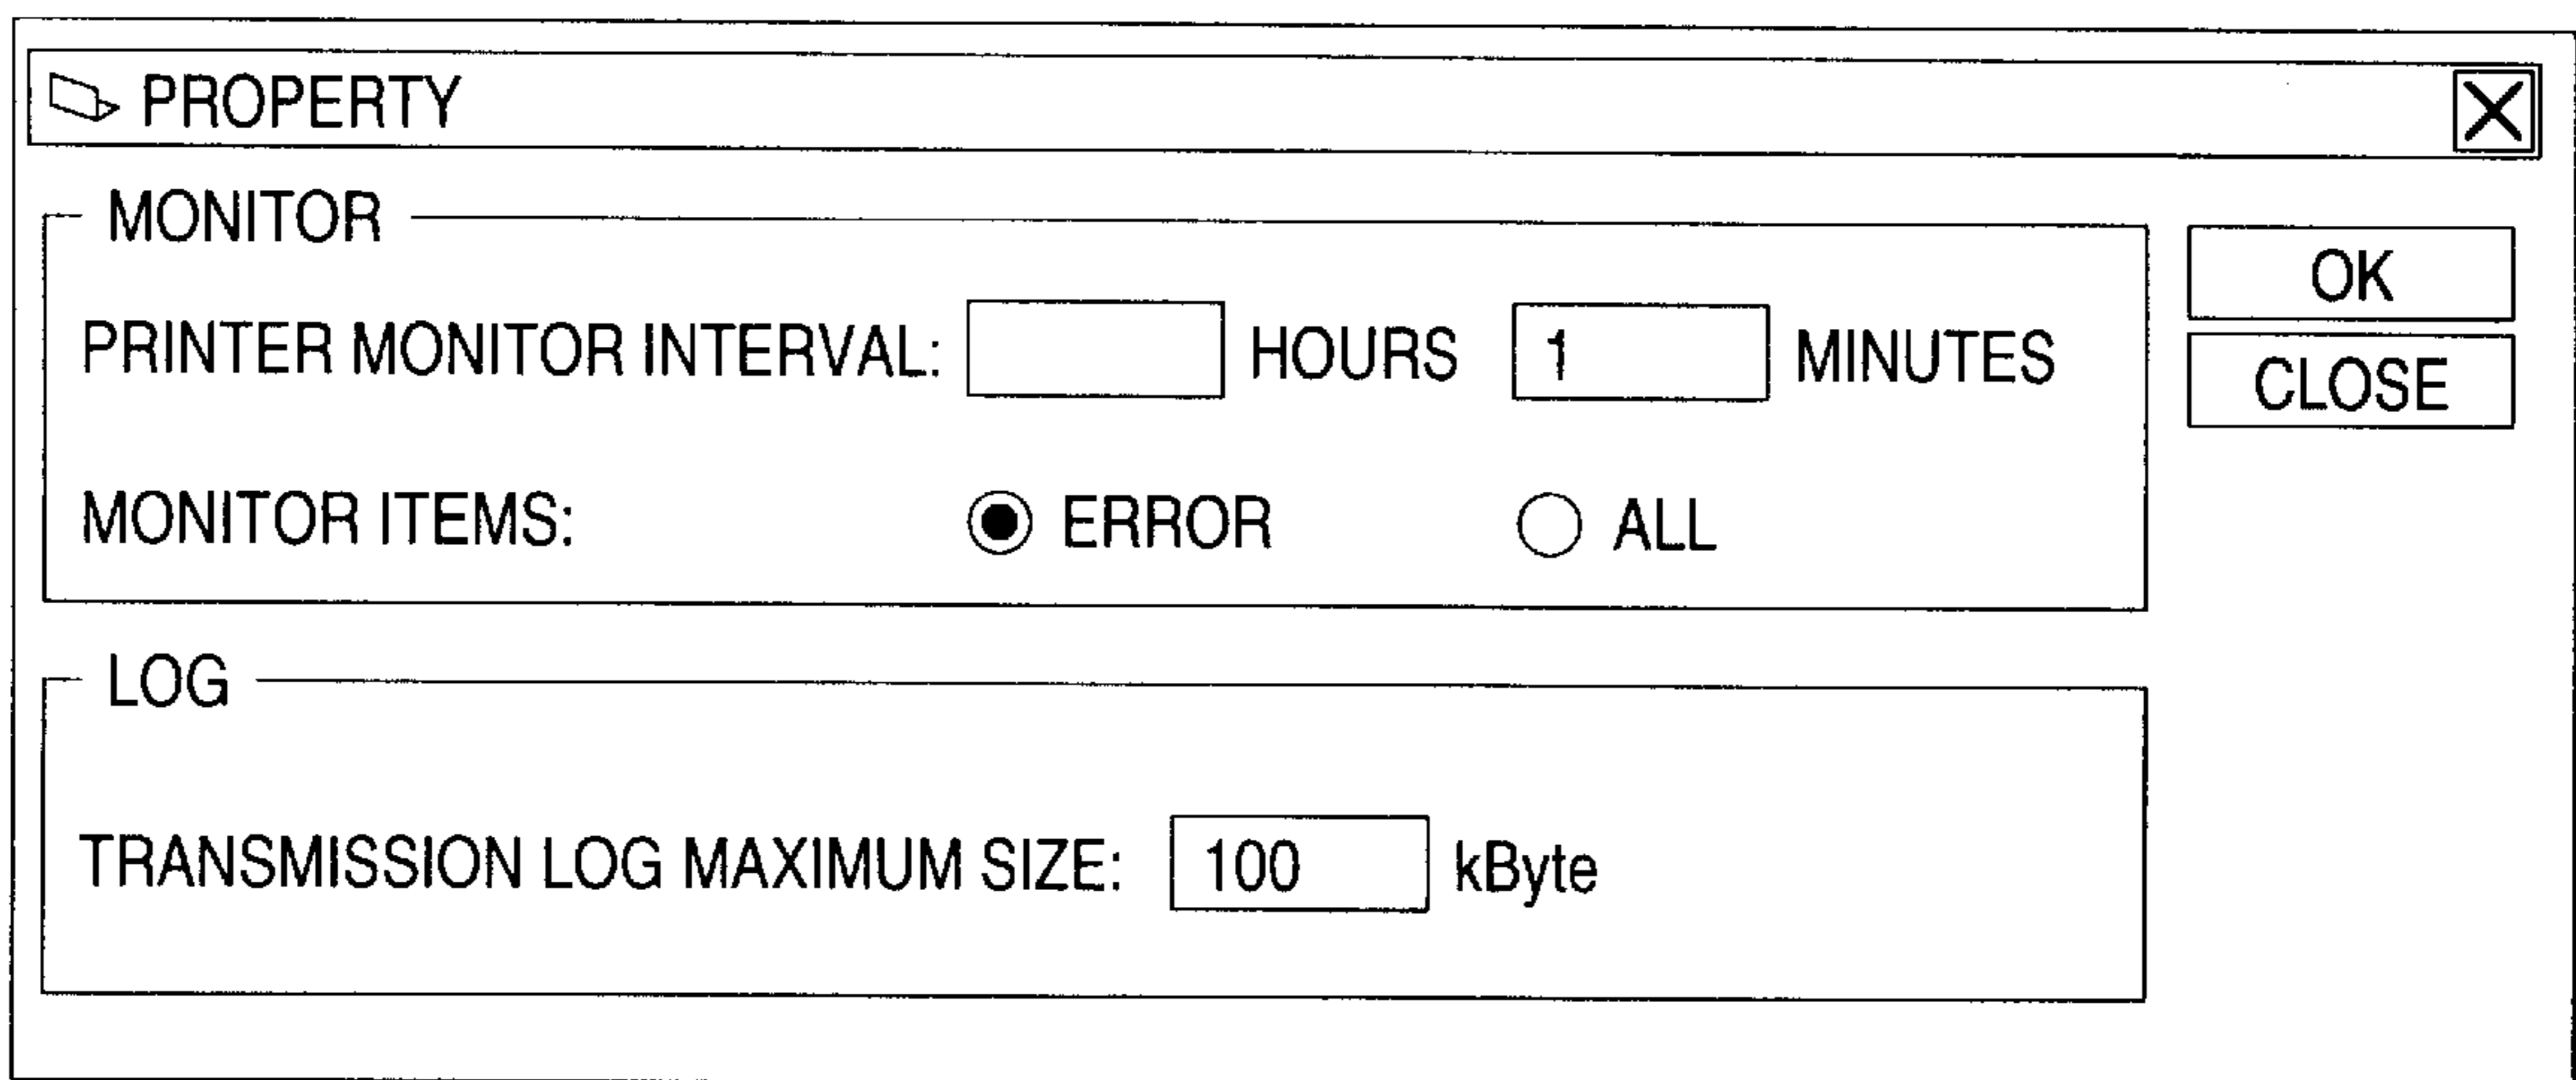 PROPERTY
MONITOR
PRINTER MONITOR INTERVAL: HOURS 1 MINUTES
MONITOR ITEMS: ERROR ALL
OK
CLOSE
LOG
TRANSMISSION LOG MAXIMUM SIZE: 100 kByte